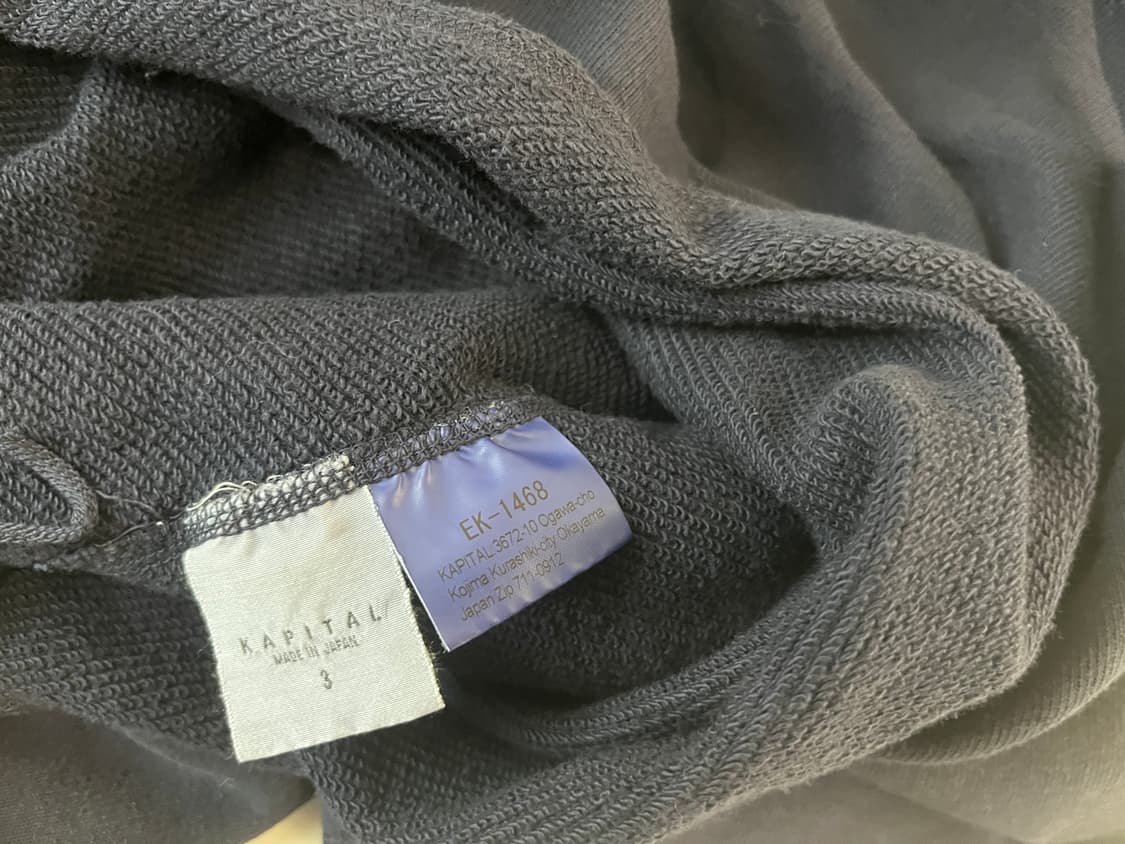 KAPITAL
MADE IN JAPAN
3
EK-1468
KAPITAL 3672-10 Ogawa-cho
Kojima Kurashiki-city Okayama
Japan Zip 711-0912